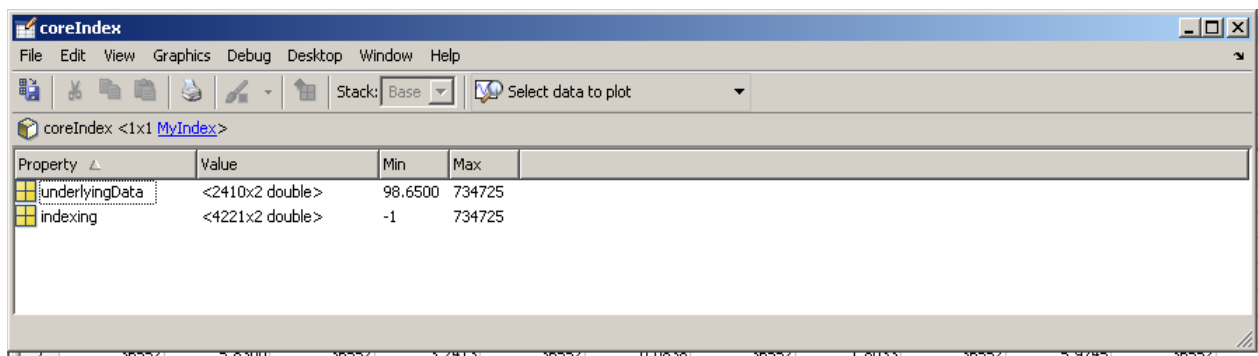 coreIndex
File Edit View Graphics Debug Desktop Window Help
Stack: Base Select data to plot
coreIndex <1x1 MyIndex>
Property Value Min Max
underlyingData <2410x2 double> 98.6500 734725
indexing <4221x2 double> -1 734725